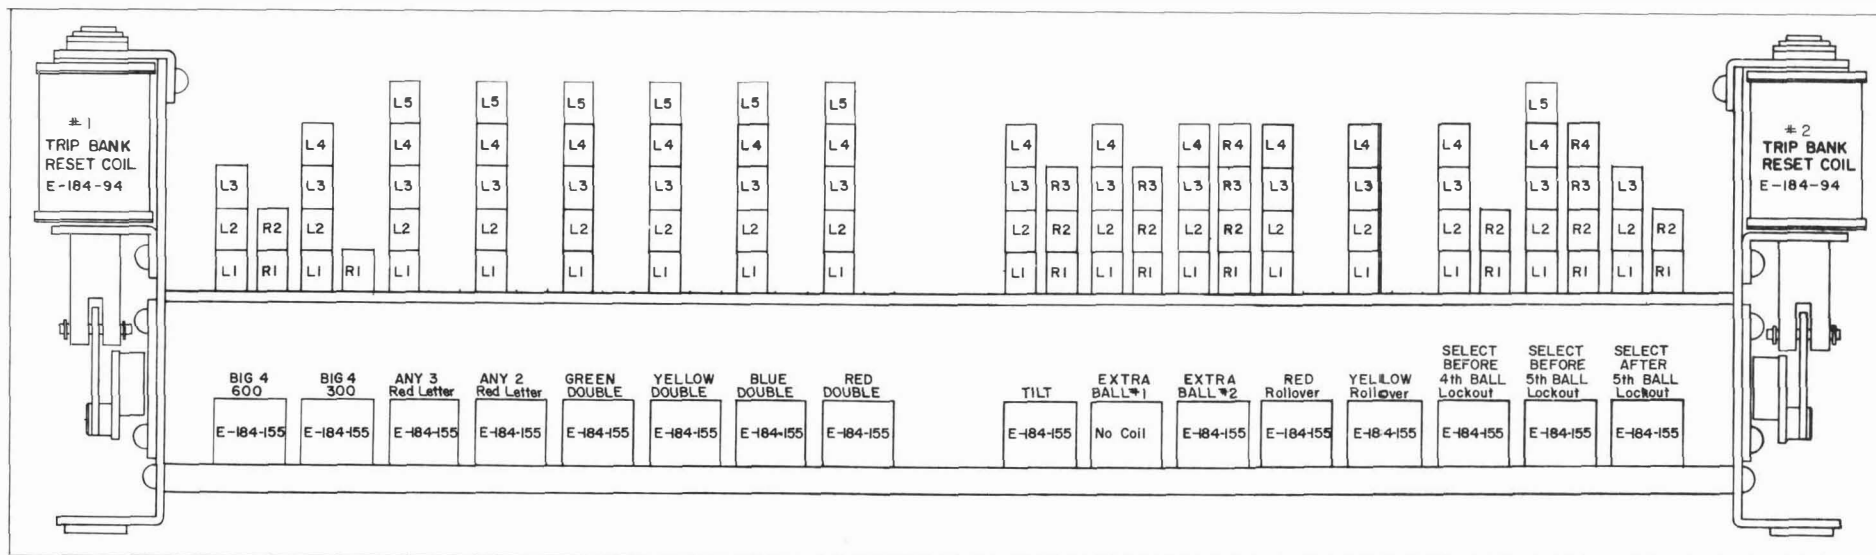 #1
TRIP BANK
RESET COIL
E-184-94
L3
L2
L1
R2
R1
L4
L3
L2
L1
R1
L5
L4
L3
L2
L1
L5
L4
L3
L2
L1
L5
L4
L3
L2
L1
L5
L4
L3
L2
L1
L5
L4
L3
L2
L1
L5
L4
L3
L2
L1
L4
L3
L2
L1
R3
R2
R1
L4
L3
L2
L1
R3
R2
R1
L4
L3
L2
L1
R4
R3
R2
R1
L4
L3
L2
L1
L4
L3
L2
L1
L4
L3
L2
L1
R2
R1
L5
L4
L3
L2
L1
R4
R3
R2
R1
L3
L2
L1
R2
R1
#2
TRIP BANK
RESET COIL
E-184-94
BIG 4
600
E-184-155
BIG 4
300
E-184-155
ANY 3
Red Letter
E-184-155
ANY 2
Red Letter
E-184-155
GREEN
DOUBLE
E-184-155
YELLOW
DOUBLE
E-184-155
BLUE
DOUBLE
E-184-155
RED
DOUBLE
E-184-155
TILT
E-184-155
EXTRA
BALL#1
No Coil
EXTRA
BALL#2
E-184-155
RED
Rollover
E-184-155
YELLOW
Rollover
E-184-155
SELECT
BEFORE
4th BALL
Lockout
E-184-155
SELECT
BEFORE
5th BALL
Lockout
E-184-155
SELECT
AFTER
5th BALL
Lockout
E-184-155